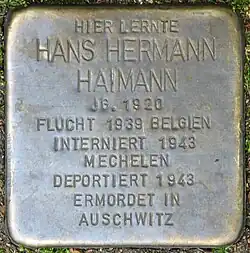 HIER LERNTE
HANS HERMANN
HAIMANN
JG. 1920
FLUCHT 1939 BELGIEN
INTERNIERT 1943
MECHELEN
DEPORTIERT 1943
ERMORDET IN
AUSCHWITZ